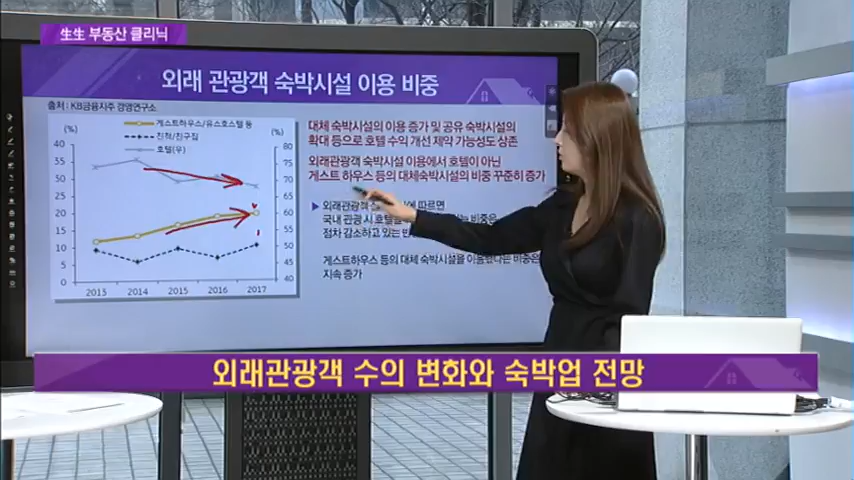 生生 부동산 클리닉
외래 관광객 숙박시설 이용 비중
출처 : KB금융지주 경영연구소
(%)
게스트하우스/유스호스텔 등
친척/친구집
호텔(우)
(%)
40
35
30
25
20
15
10
5
0
80
75
70
65
60
55
50
45
40
2013 2014 2015 2016 2017
대체 숙박시설의 이용 증가 및 공유 숙박시설의
확대 등으로 호텔 수익 개선 제약 가능성도 상존
외래관광객 숙박시설 이용에서 호텔이 아닌
게스트 하우스 등의 대체숙박시설의 비중 꾸준히 증가
외래관광객 따르면
국내 관광 시 비중은
점차 감소하고 있는
게스트하우스 등의 대체 숙박시설을 비중은
지속 증가
외래관광객 수의 변화와 숙박업 전망